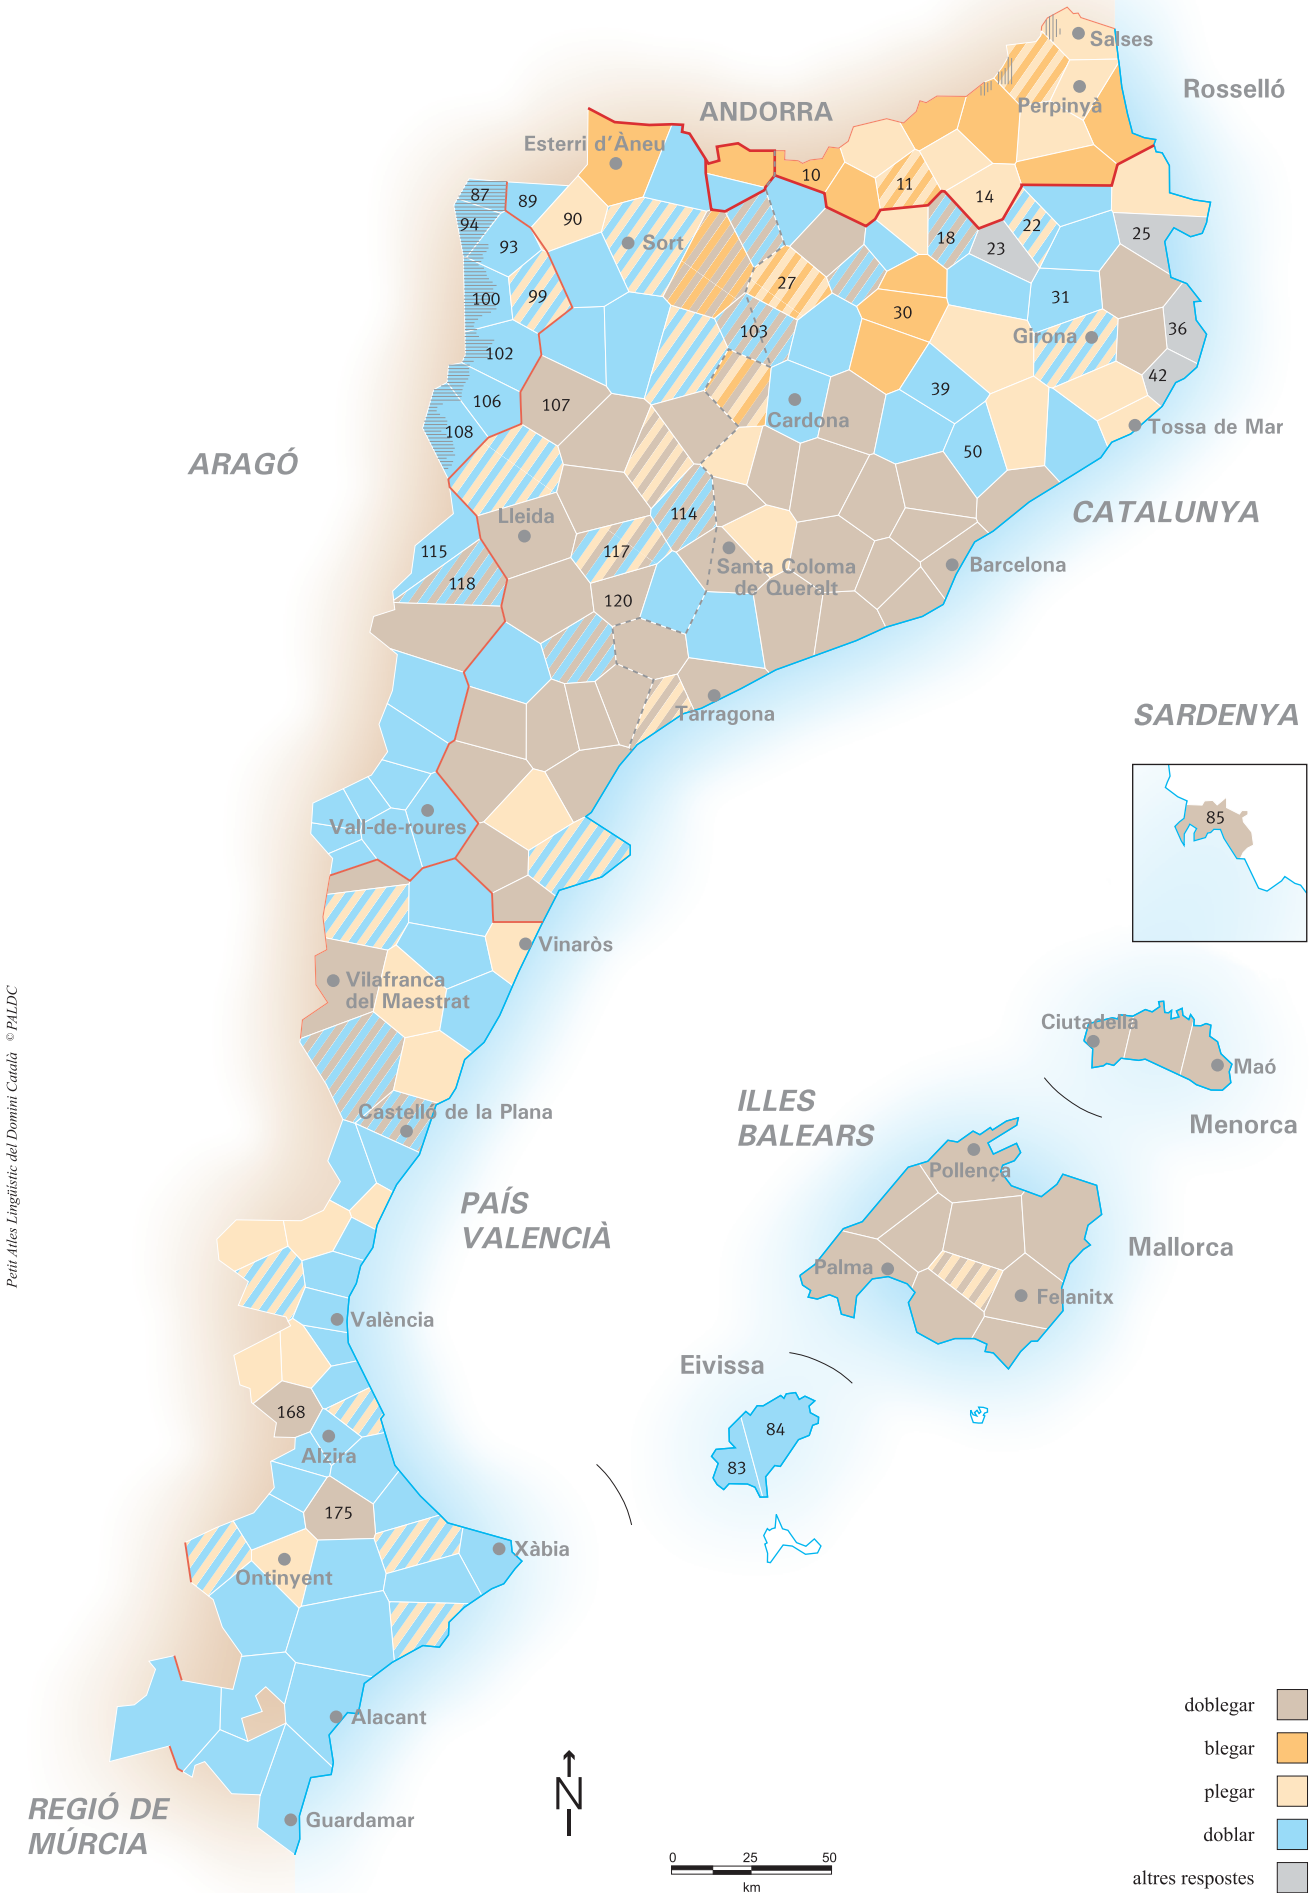 Salses
Rosselló
Perpinyà
ANDORRA
Esterri d'Àneu
10
11
14
87
89
90
94
93
Sort
18
23
22
25
27
100
99
30
31
36
103
102
Girona
42
39
106
107
Cardona
Tossa de Mar
108
50
ARAGÓ
CATALUNYA
Lleida
114
115
117
Santa Coloma
de Queralt
Barcelona
118
120
Tarragona
SARDENYA
85
Vall-de-roures
Vinaròs
Vilafranca
del Maestrat
Petit Atles Lingüístic del Domini Català © PALDC
Ciutadella
Maó
Menorca
Castelló de la Plana
ILLES
BALEARS
Pollença
PAÍS
VALENCIÀ
Mallorca
Palma
Felanitx
València
Eivissa
168
84
83
Alzira
175
Xàbia
Ontinyent
Alacant
REGIÓ DE
MÚRCIA
Guardamar
N
0 25 50
km
doblegar
blegar
plegar
doblar
altres respostes